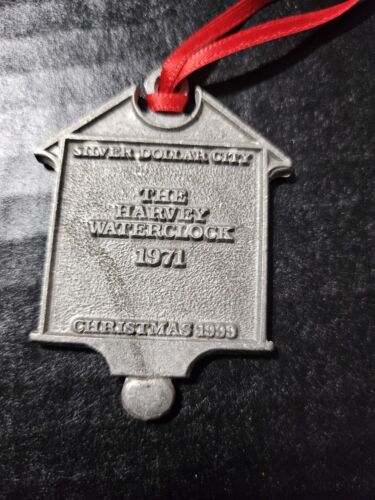 SILVER DOLLAR CITY
THE
HARVEY
WATERCLOCK
1971
CHRISTMAS 1999